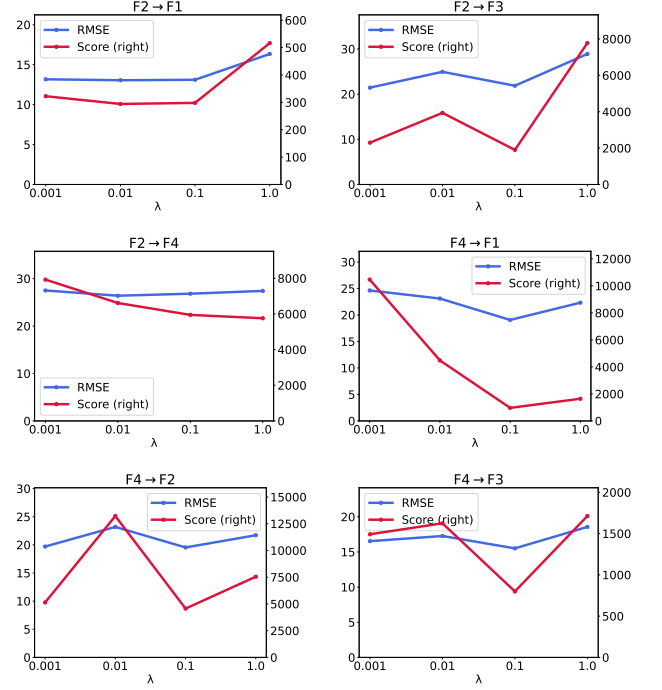 F2→F1
RMSE
Score (right)
20
15
10
5
0
600
500
400
300
200
100
0
0.001 0.01 0.1 1.0
λ
F2→F3
RMSE
Score (right)
30
20
10
0
8000
6000
4000
2000
0
0.001 0.01 0.1 1.0
λ
F2→F4
RMSE
Score (right)
30
20
10
0
8000
6000
4000
2000
0
0.001 0.01 0.1 1.0
λ
F4→F1
RMSE
Score (right)
30
25
20
15
10
5
0
12000
10000
8000
6000
4000
2000
0
0.001 0.01 0.1 1.0
λ
F4→F2
RMSE
Score (right)
30
25
20
15
10
5
0
15000
12500
10000
7500
5000
2500
0
0.001 0.01 0.1 1.0
λ
F4→F3
RMSE
Score (right)
20
15
10
5
0
2000
1500
1000
500
0
0.001 0.01 0.1 1.0
λ